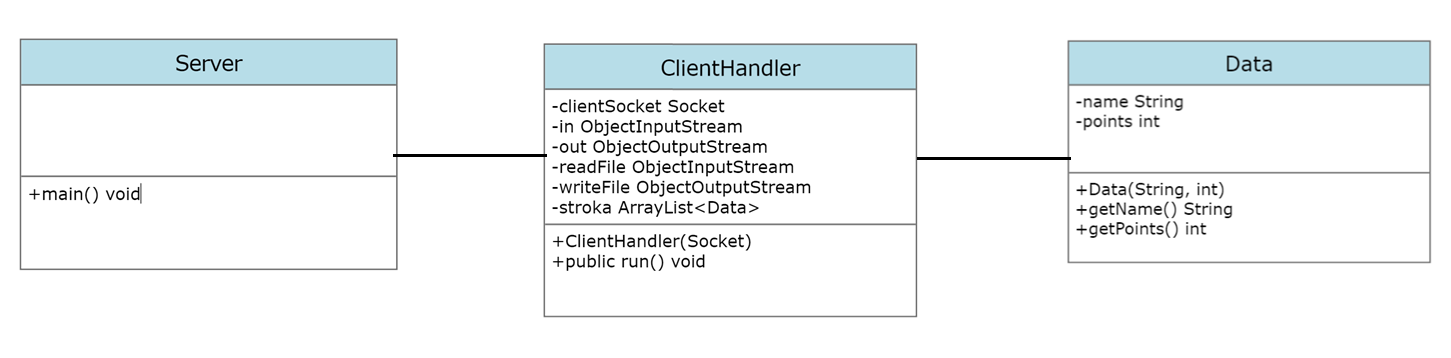 Server
+main() void
ClientHandler
-clientSocket Socket
-in ObjectInputStream
-out ObjectOutputStream
-readFile ObjectInputStream
-writeFile ObjectOutputStream
-stroka ArrayList<Data>
+ClientHandler(Socket)
+public run() void
Data
-name String
-points int
+Data(String, int)
+getName() String
+getPoints() int